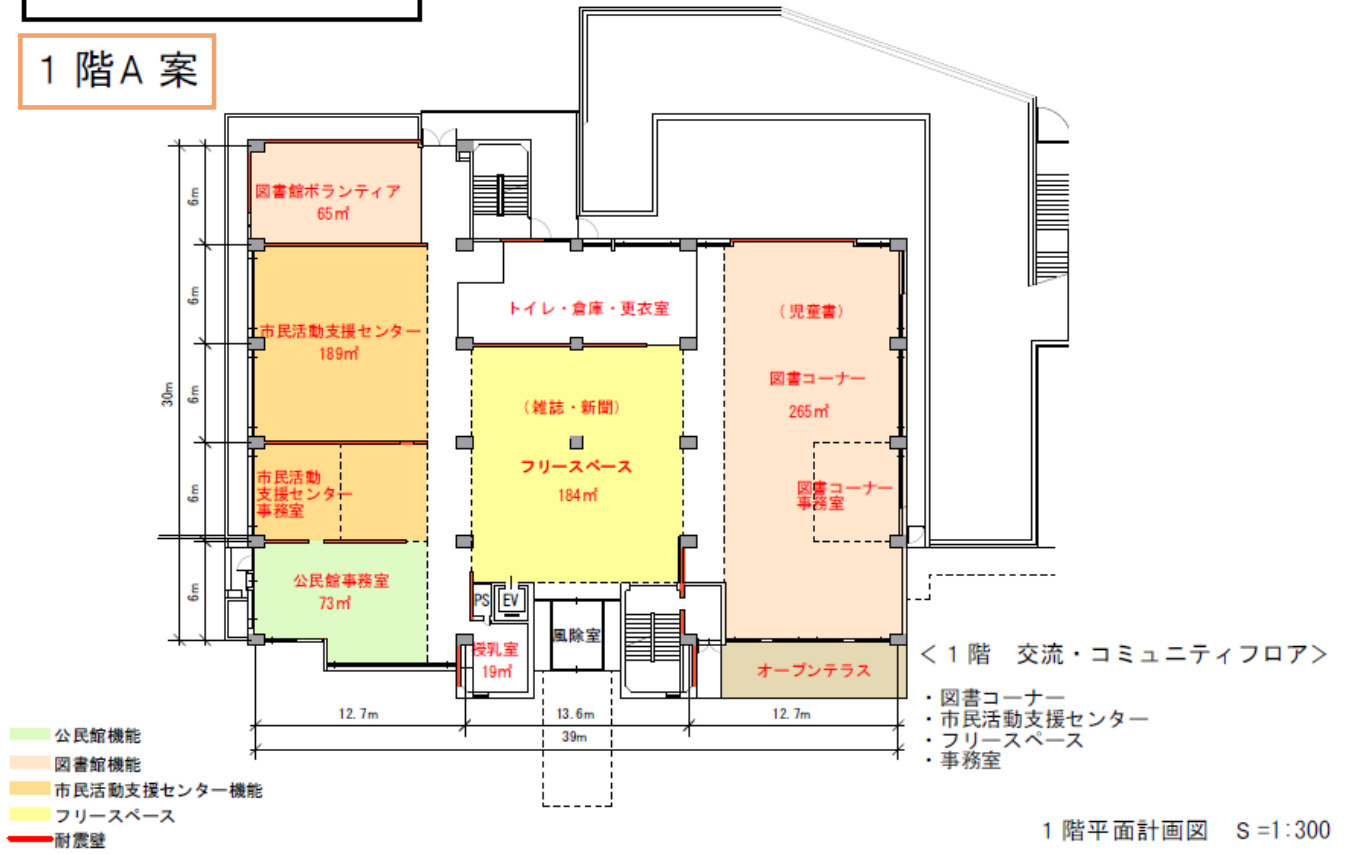 1 階A 案
図書館ボランティア
65㎡
市民活動支援センター
189㎡
市民活動
支援センター
事務室
公民館事務室
73㎡
トイレ・倉庫・更衣室
(雑誌・新聞)
フリースペース
184㎡
(児童書)
図書コーナー
265㎡
図書コーナー
事務室
PS
EV
授乳室
19㎡
風除室
オープンテラス
6m
6m
6m
6m
6m
30m
12.7m
13.6m
12.7m
39m
公民館機能
図書館機能
市民活動支援センター機能
フリースペース
耐震壁
<1階 交流・コミュニティフロア>
・図書コーナー
・市民活動支援センター
・フリースペース
・事務室
1階平面計画図 S=1:300